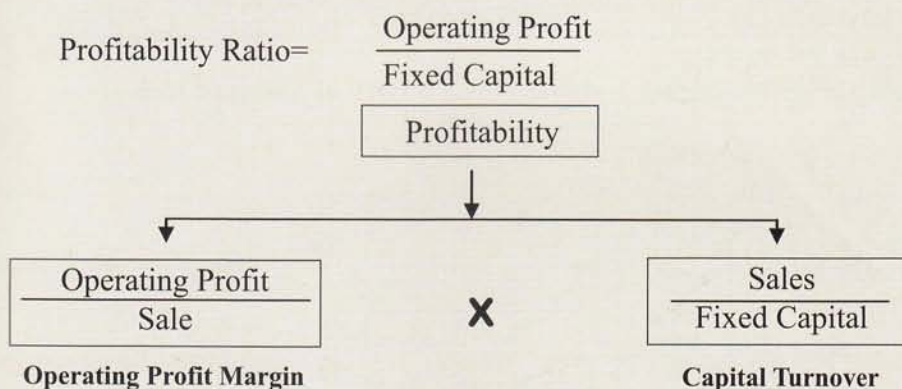 Profitability Ratio= Operating Profit
Fixed Capital
Profitability
Operating Profit
Sale
X
Sales
Fixed Capital
Operating Profit Margin
Capital Turnover